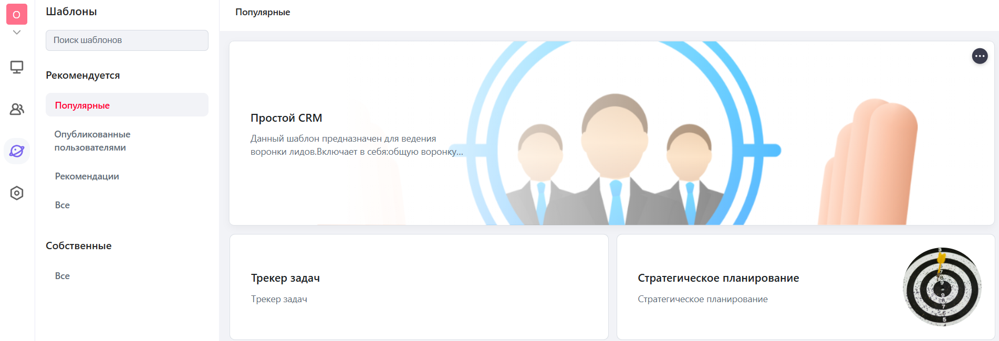 О
Шаблоны
Поиск шаблонов
Рекомендуется
Популярные
Опубликованные
пользователями
Рекомендации
Все
Собственные
Все
Популярные
Простой CRM
Данный шаблон предназначен для ведения
воронки лидов.Включает в себя:общую воронку...
Трекер задач
Трекер задач
Стратегическое планирование
Стратегическое планирование